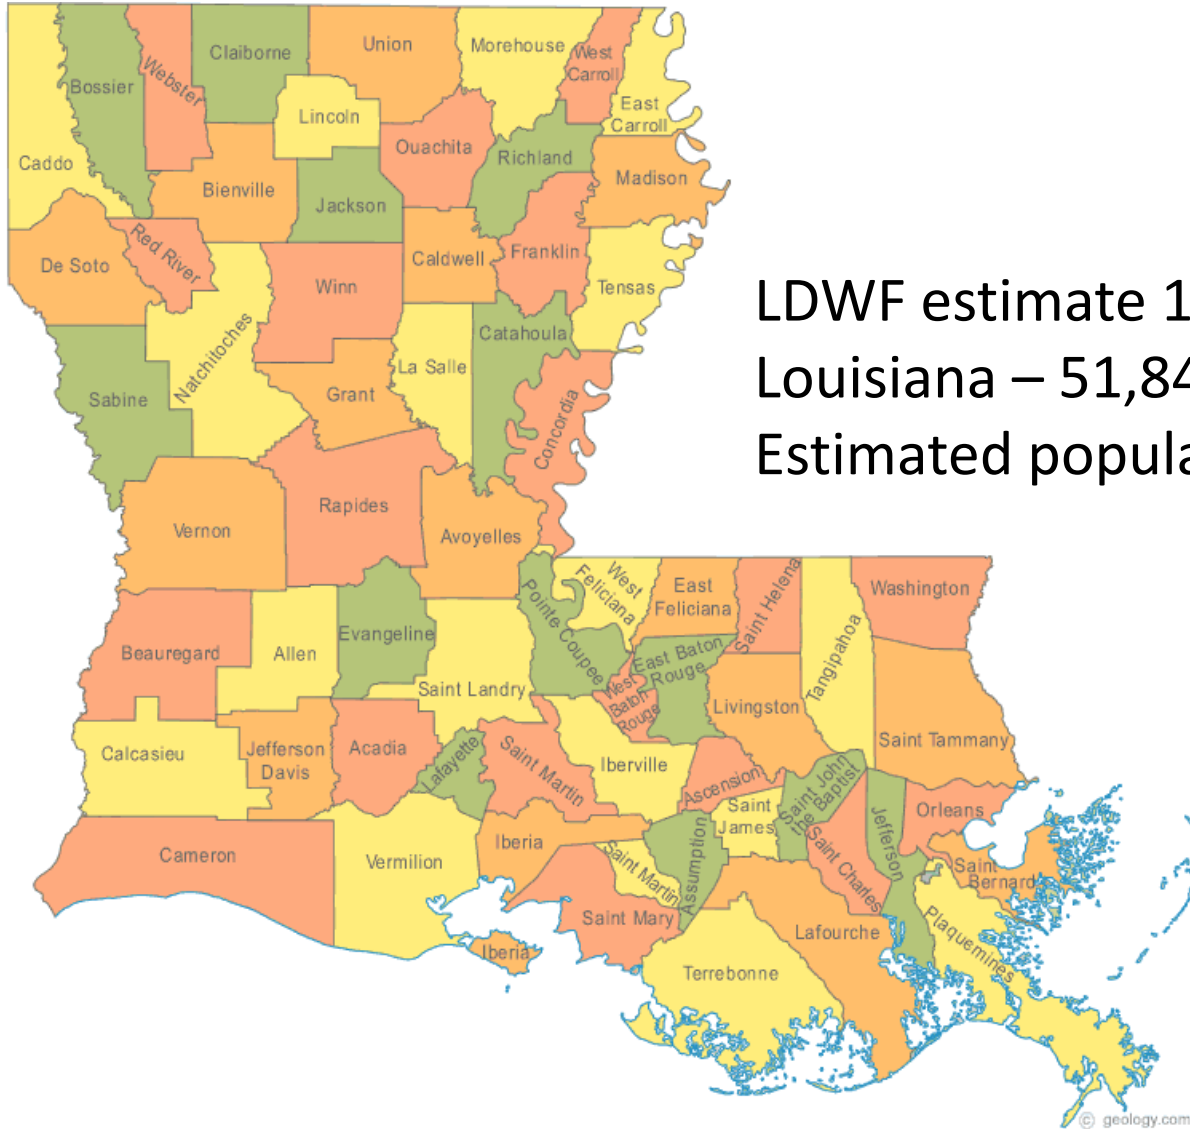 Union
Morehouse
Claiborne
West
Carroll
Bossier
Webster
East
Carroll
Lincoln
Ouachita
Richland
Caddo
Madison
Bienville
Jackson
Red River
De Soto
Caldwell
Franklin
Winn
Tensas
LDWF estimate 1
Catahoula
Natchitoches
La Salle
Louisiana – 51,84
Sabine
Grant
Concordia
Estimated popula
Rapides
Vernon
Avoyelles
West
Feliciana
East
Feliciana
Saint Helena
Washington
Pointe Coupee
Evangeline
Beauregard
Allen
East Baton
Rouge
Tangipahoa
Saint Landry
West
Baton
Rouge
Livingston
Saint Tammany
Calcasieu
Jefferson
Davis
Acadia
Lafayette
Saint Martin
Iberville
Ascension
Saint John
the Baptist
Saint
James
Orleans
Jefferson
Iberia
Cameron
Vermilion
Saint Martin
Assumption
Saint Charles
Saint
Bernard
Saint Mary
Lafourche
Plaquemines
Iberia
Terrebonne
© geology.com